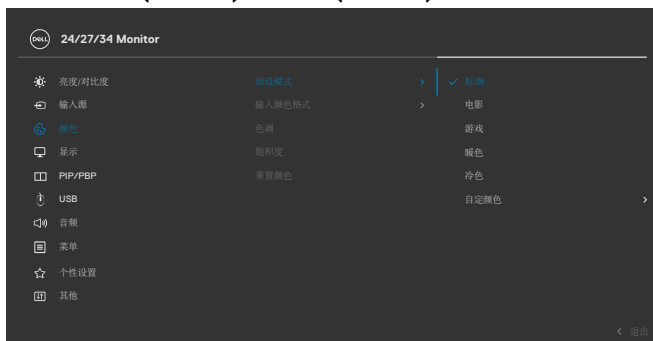 DELL 24/27/34 Monitor
亮度/对比度 预设模式 标准
输入源 输入颜色格式 电影
颜色 色调 游戏
显示 饱和度 暖色
PIP/PBP 重置颜色 冷色
USB 自定颜色
音频
菜单
个性设置
其他
退出